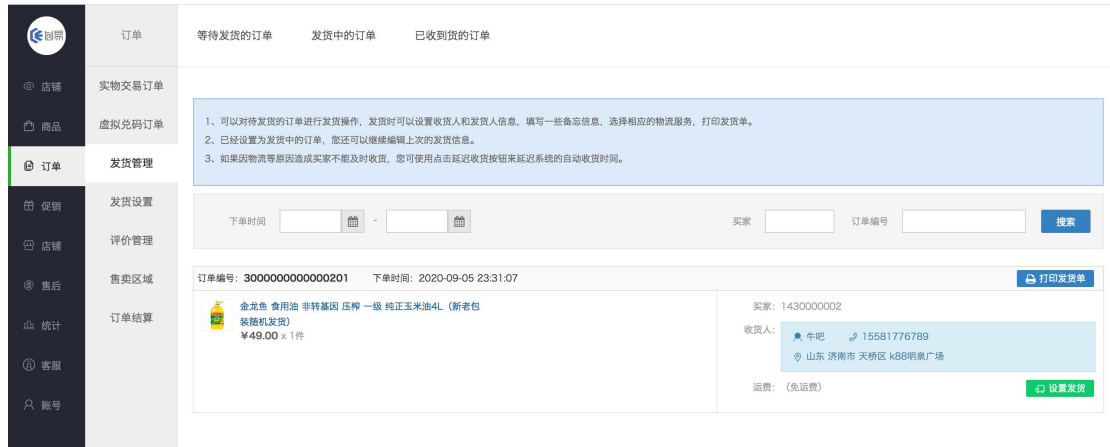 创易
订单
等待发货的订单 发货中的订单 已收到货的订单
店铺
商品
订单
促销
店铺
售后
统计
客服
账号
实物交易订单
虚拟兑码订单
发货管理
发货设置
评价管理
售卖区域
订单结算
1、可以对待发货的订单进行发货操作，发货时可以设置收货人和发货人信息，填写一些备忘信息，选择相应的物流服务，打印发货单。
2、已经设置为发货中的订单，您还可以继续编辑上次的发货信息。
3、如果因物流等原因造成买家不能及时收货，您可使用点击延迟收货按钮来延迟系统的自动收货时间。
下单时间 - 买家 订单编号 搜索
订单编号：3000000000000201 下单时间：2020-09-05 23:31:07 打印发货单
金龙鱼 食用油 非转基因 压榨 一级 纯正玉米油4L（新老包
装随机发货）
¥49.00 x 1件
买家：1430000002
收货人：
牛吧 15581776789
山东 济南市 天桥区 k88明泉广场
运费：（免运费） 设置发货